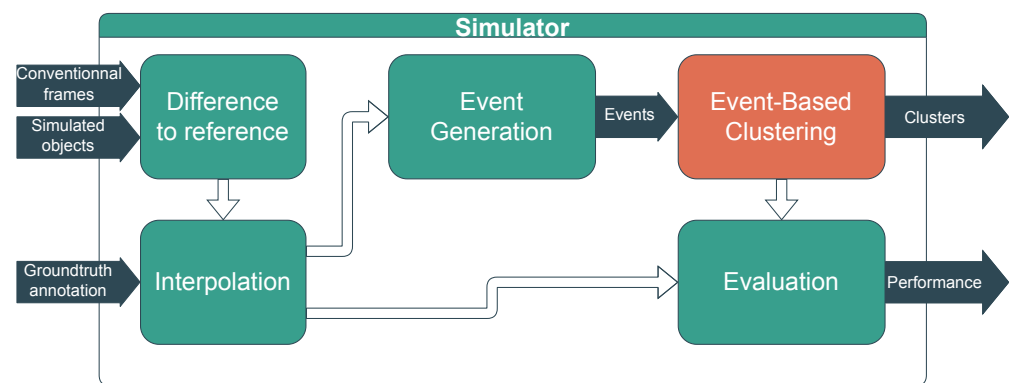 Simulator
Conventionnal
frames
Simulated
objects
Difference
to reference
Event
Generation
Events
Event-Based
Clustering
Clusters
Groundtruth
annotation
Interpolation
Evaluation
Performance